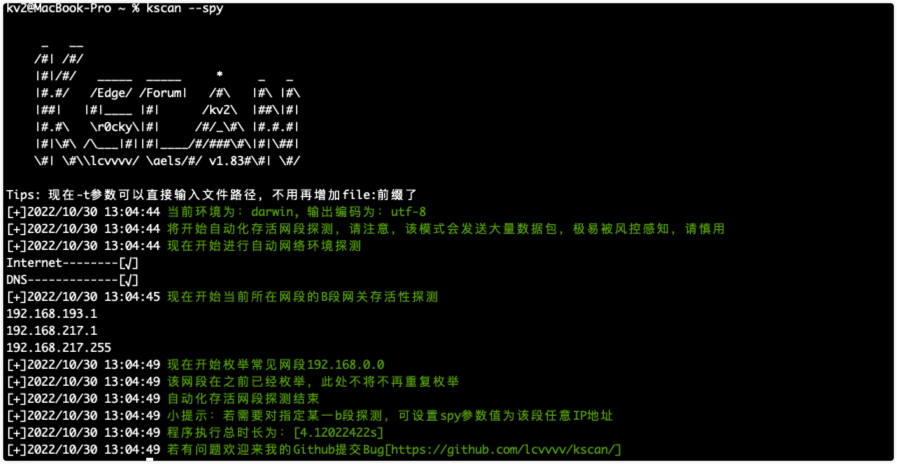 kv2@MacBook-Pro ~ % kscan --spy
     _   __
    /#| /#/
    |#|/#/   _____  _____     *     _   _
    |#.#/   /Edge/ /Forum|   /#\   |#\ |#\
    |##|   |#|____ |#|      /kv2\  |##\|#|
    |#.#\   \r0cky\|#|     /#/_\#\ |#.#.#|
    |#|\#\ /\___|#||#|____/#/###\#\|#|\##|
    \#| \#\\lcvvvv/ \aels/#/ v1.83#\#| \#/
Tips: 现在-t参数可以直接输入文件路径，不用再增加file:前缀了
[+]2022/10/30 13:04:44 当前环境为：darwin, 输出编码为：utf-8
[+]2022/10/30 13:04:44 将开始自动化存活网段探测，请注意，该模式会发送大量数据包，极易被风控感知，请慎用
[+]2022/10/30 13:04:44 现在开始进行自动网络环境探测
Internet--------[√]
DNS-------------[√]
[+]2022/10/30 13:04:45 现在开始当前所在网段的B段网关存活性探测
192.168.193.1
192.168.217.1
192.168.217.255
[+]2022/10/30 13:04:49 现在开始枚举常见网段192.168.0.0
[+]2022/10/30 13:04:49 该网段在之前已经枚举，此处不将不再重复枚举
[+]2022/10/30 13:04:49 自动化存活网段探测结束
[+]2022/10/30 13:04:49 小提示：若需要对指定某一b段探测，可设置spy参数值为该段任意IP地址
[+]2022/10/30 13:04:49 程序执行总时长为：[4.12022422s]
[+]2022/10/30 13:04:49 若有问题欢迎来我的Github提交Bug[https://github.com/lcvvvv/kscan/]